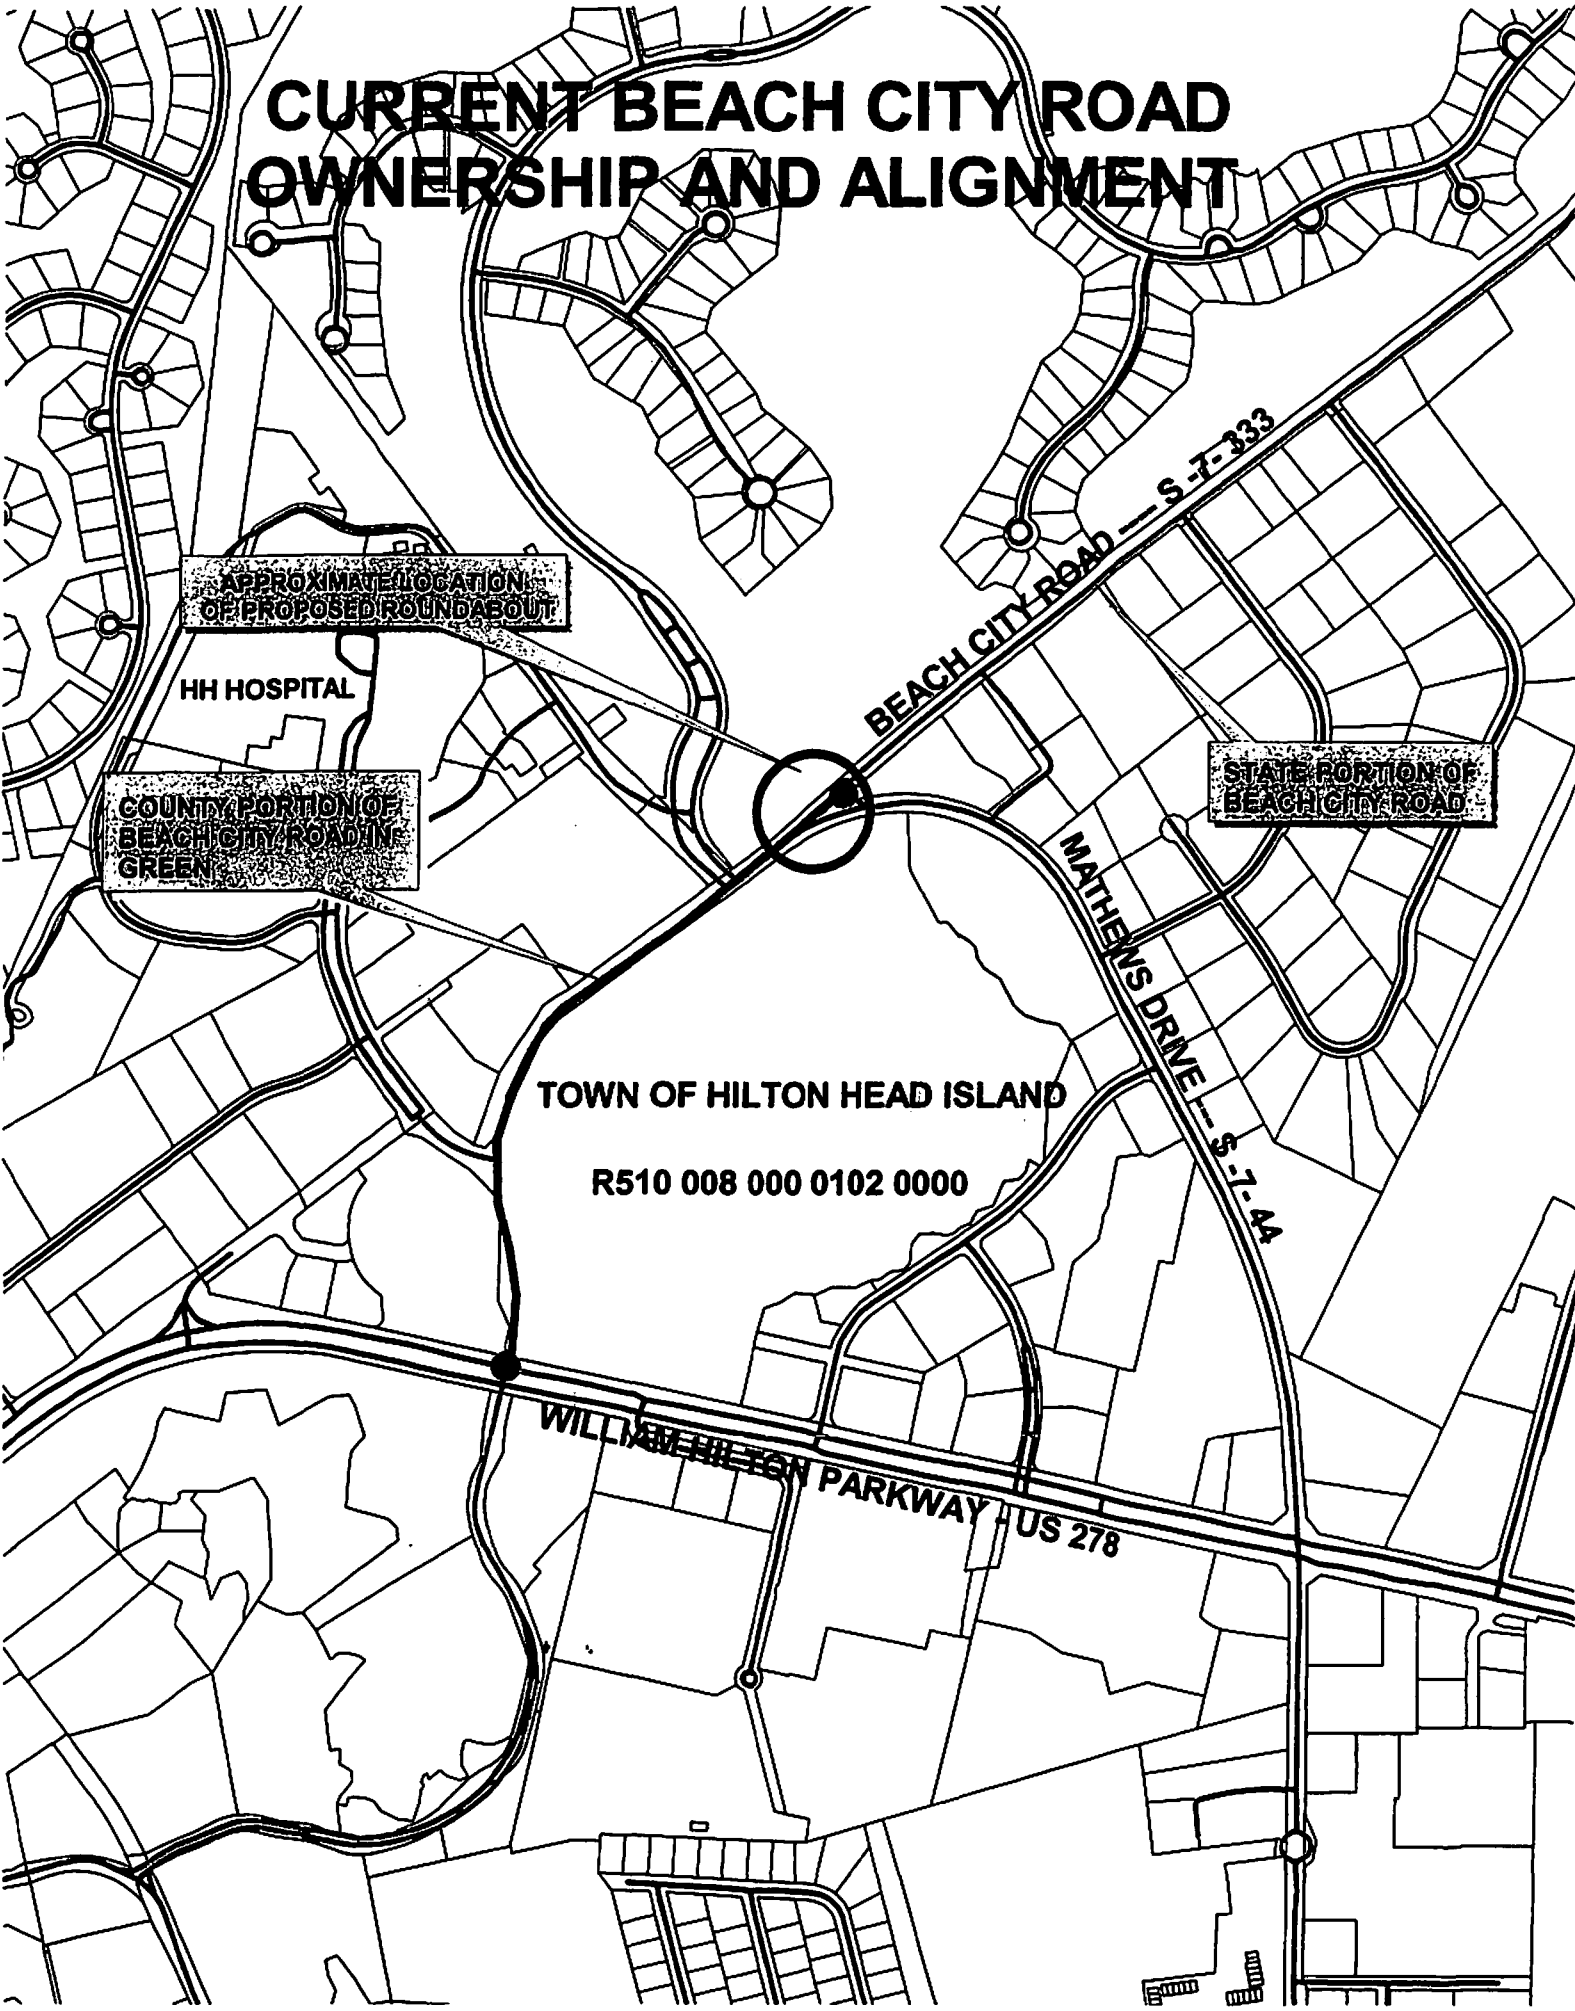 CURRENT BEACH CITY ROAD
OWNERSHIP AND ALIGNMENT
BEACH CITY ROAD ---- S -7- 333
APPROXIMATE LOCATION
OF PROPOSED ROUNDABOUT
HH HOSPITAL
STATE PORTION OF
BEACH CITY ROAD
COUNTY PORTION OF
BEACH CITY ROAD IN
GREEN
MATHEWS DRIVE --- S -7- 44
TOWN OF HILTON HEAD ISLAND
R510 008 000 0102 0000
WILLIAM HILTON PARKWAY - US 278